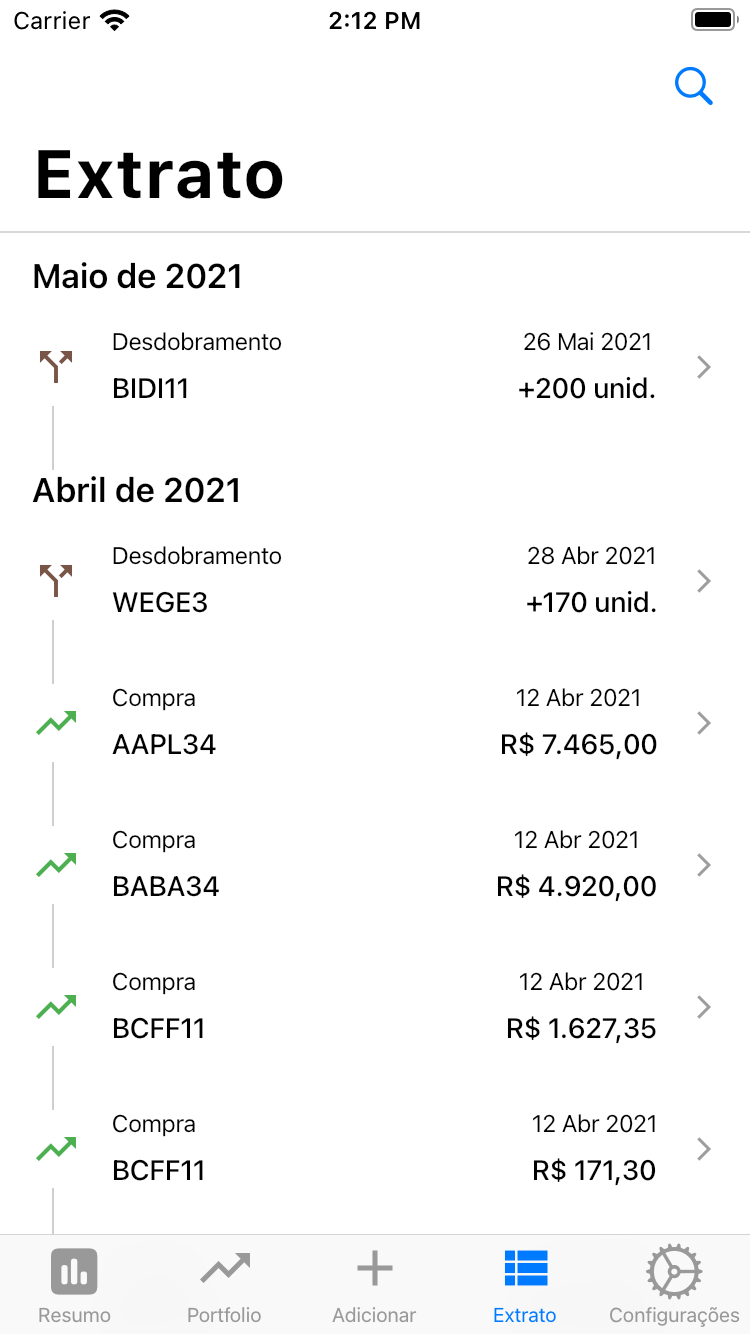 Carrier 2:12 PM
Extrato
Maio de 2021
Desdobramento 26 Mai 2021
BIDI11 +200 unid.
Abril de 2021
Desdobramento 28 Abr 2021
WEGE3 +170 unid.
Compra 12 Abr 2021
AAPL34 R$ 7.465,00
Compra 12 Abr 2021
BABA34 R$ 4.920,00
Compra 12 Abr 2021
BCFF11 R$ 1.627,35
Compra 12 Abr 2021
BCFF11 R$ 171,30
Resumo Portfolio Adicionar Extrato Configurações